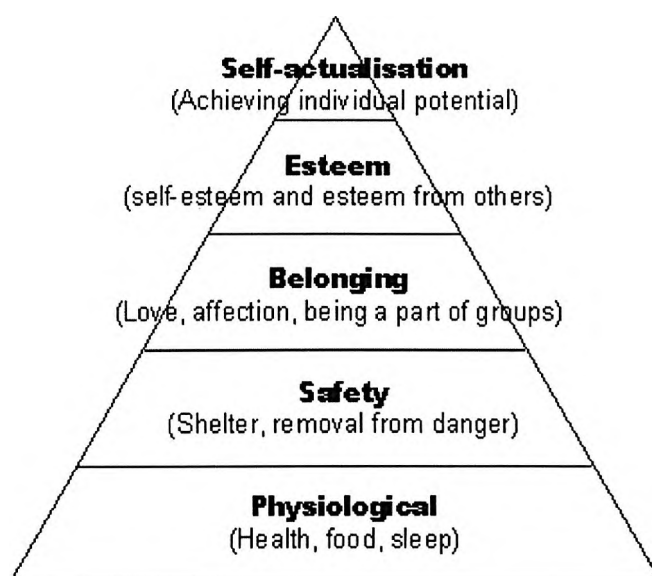 Self-actualisation
(Achieving individual potential)
Esteem
(self-esteem and esteem from others)
Belonging
(Love, affection, being a part of groups)
Safety
(Shelter, removal from danger)
Physiological
(Health, food, sleep)